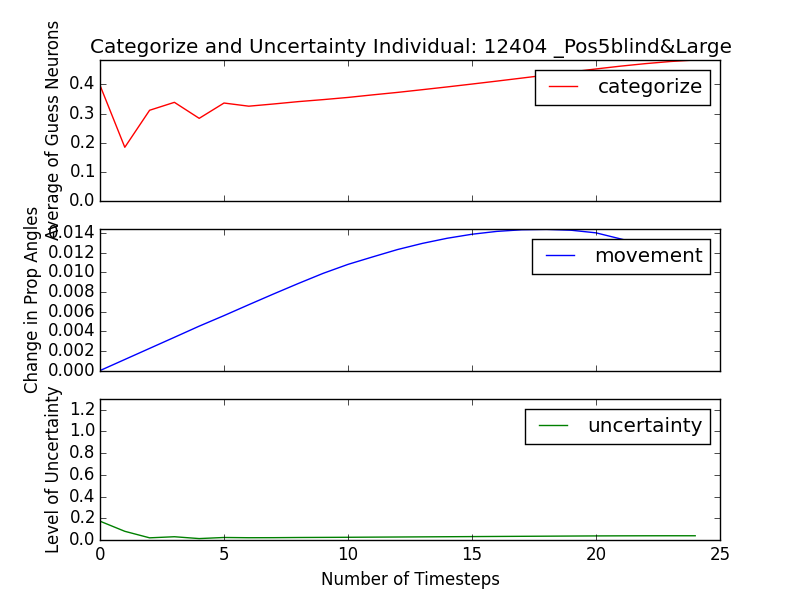 Categorize and Uncertainty Individual: 12404 _Pos5blind&Large
Average of Guess Neurons
0.4
0.3
0.2
0.1
0.0
categorize
Change in Prop Angles
0.014
0.012
0.010
0.008
0.006
0.004
0.002
0.000
movement
Level of Uncertainty
1.2
1.0
0.8
0.6
0.4
0.2
0.0
uncertainty
0 5 10 15 20 25
Number of Timesteps